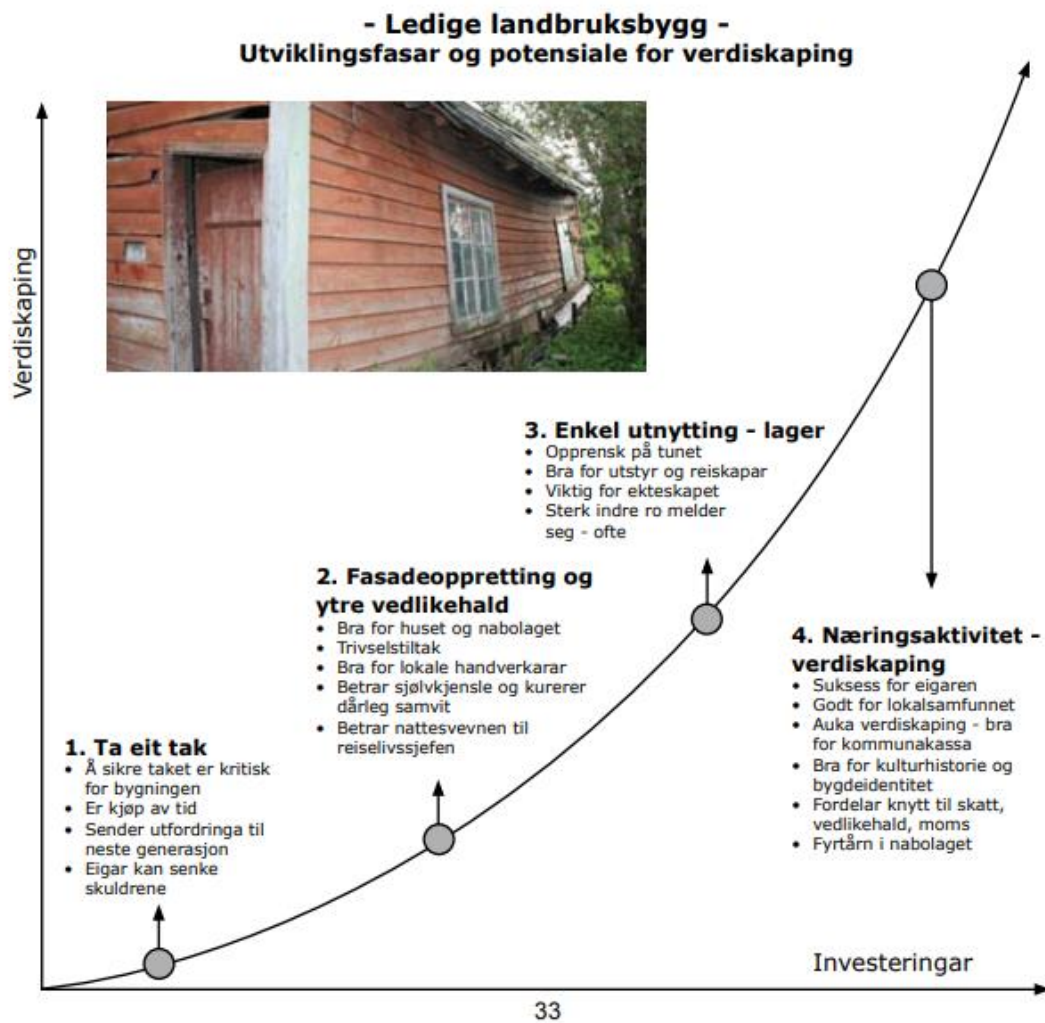 - Ledige landbruksbygg -
Utviklingsfasar og potensiale for verdiskaping
Verdiskaping
3. Enkel utnytting - lager
• Opprensk på tunet
• Bra for utstyr og reiskapar
• Viktig for ekteskapet
• Sterk indre ro melder
seg - ofte
2. Fasadeoppretting og
ytre vedlikehald
• Bra for huset og nabolaget
• Trivselstiltak
• Bra for lokale handverkarar
• Betrar sjølvkjensle og kurerer
dårleg samvit
• Betrar nattesvevnen til
reiselivssjefen
4. Næringsaktivitet -
verdiskaping
• Suksess for eigaren
• Godt for lokalsamfunnet
• Auka verdiskaping - bra
for kommunakassa
• Bra for kulturhistorie og
bygdeidentitet
• Fordelar knytt til skatt,
vedlikehald, moms
• Fyrtårn i nabolaget
1. Ta eit tak
• Å sikre taket er kritisk
for bygningen
• Er kjøp av tid
• Sender utfordringa til
neste generasjon
• Eigar kan senke
skuldrene
Investeringar
33